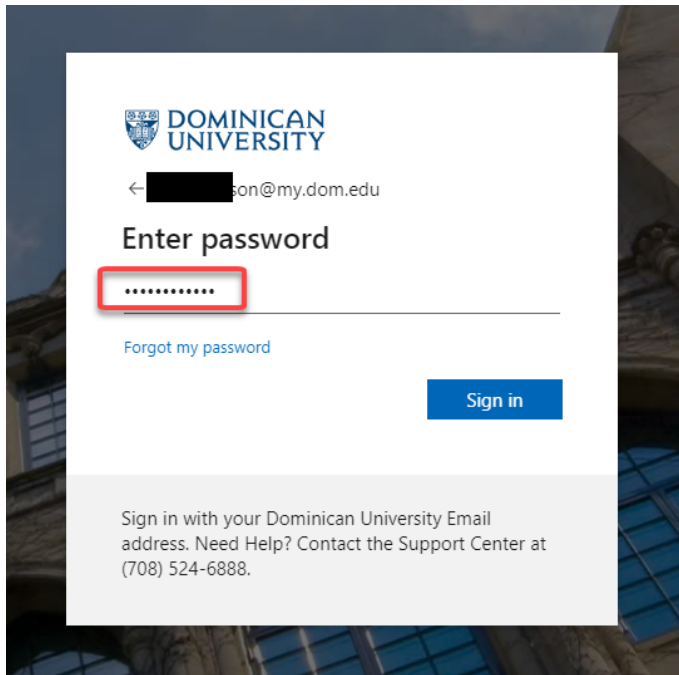 DOMINICAN
UNIVERSITY
son@my.dom.edu
Enter password
••••••••••••
Forgot my password
Sign in
Sign in with your Dominican University Email
address. Need Help? Contact the Support Center at
(708) 524-6888.